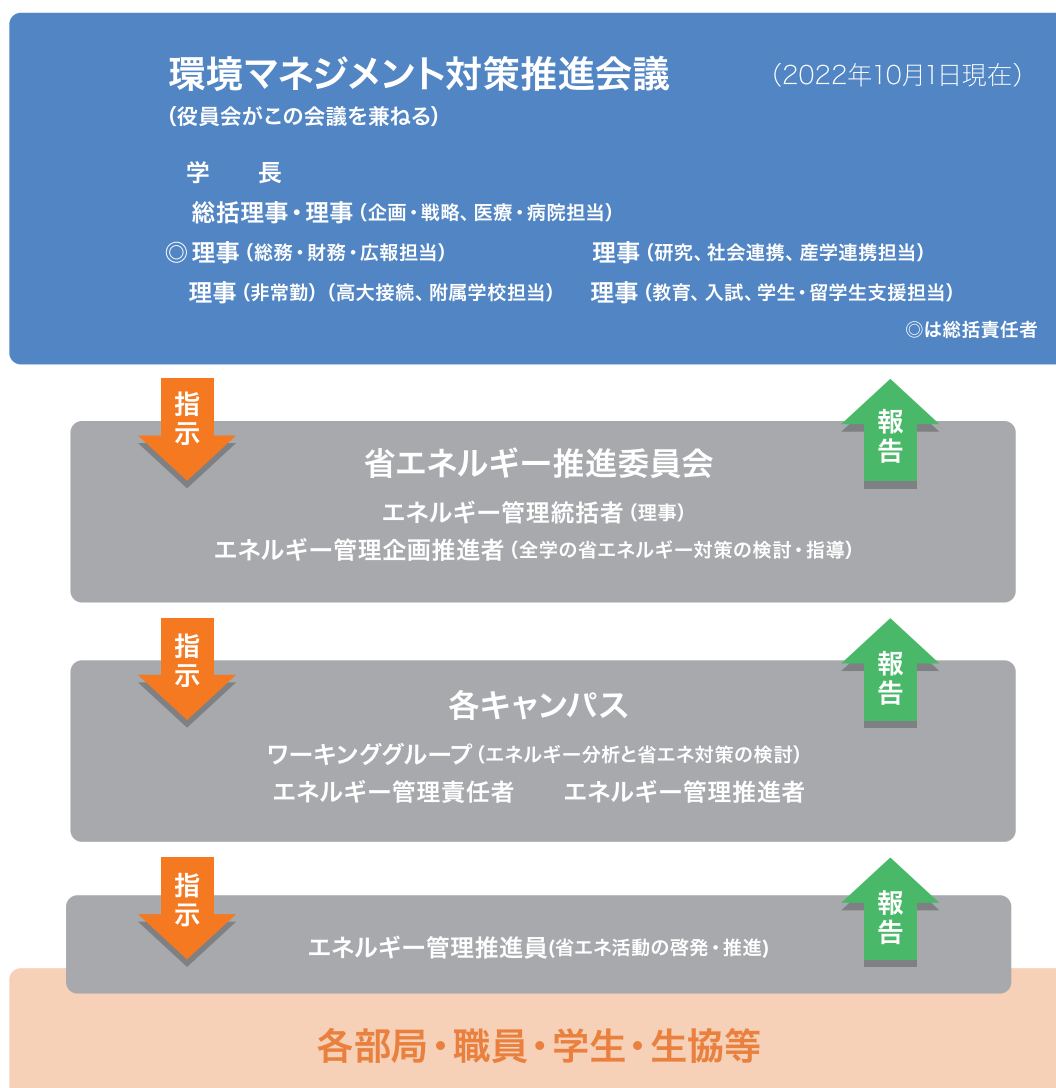 環境マネジメント対策推進会議 （2022年10月1日現在）
（役員会がこの会議を兼ねる）
学　　長
総括理事・理事（企画・戦略、医療・病院担当）
◎理事（総務・財務・広報担当） 理事（研究、社会連携、産学連携担当）
理事（非常勤）（高大接続、附属学校担当） 理事（教育、入試、学生・留学生支援担当）
◎は総括責任者
指示 報告
省エネルギー推進委員会
エネルギー管理統括者（理事）
エネルギー管理企画推進者（全学の省エネルギー対策の検討・指導）
指示 報告
各キャンパス
ワーキンググループ（エネルギー分析と省エネ対策の検討）
エネルギー管理責任者　　エネルギー管理推進者
指示 報告
エネルギー管理推進員(省エネ活動の啓発・推進)
各部局・職員・学生・生協等